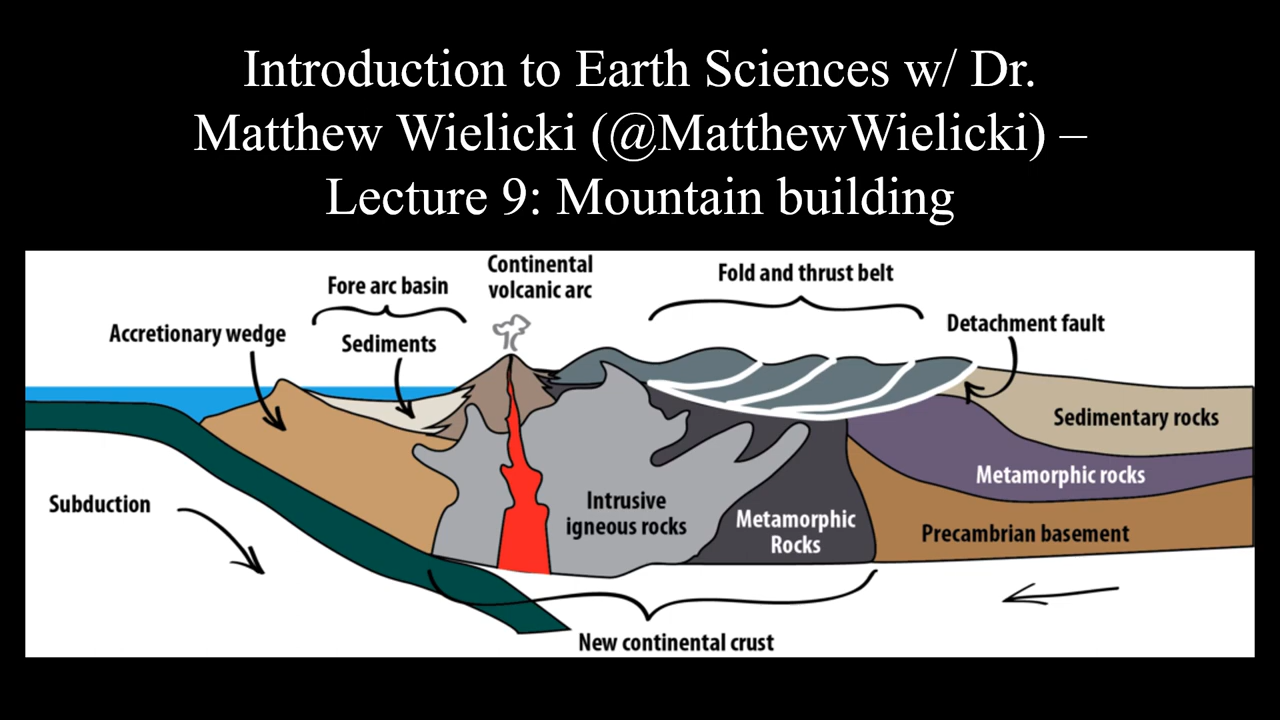 Introduction to Earth Sciences w/ Dr.
Matthew Wielicki (@MatthewWielicki) –
Lecture 9: Mountain building
Continental
volcanic arc
Fold and thrust belt
Fore arc basin
Accretionary wedge
Sediments
Detachment fault
Sedimentary rocks
Metamorphic rocks
Subduction
Intrusive
igneous rocks
Metamorphic
Rocks
Precambrian basement
New continental crust